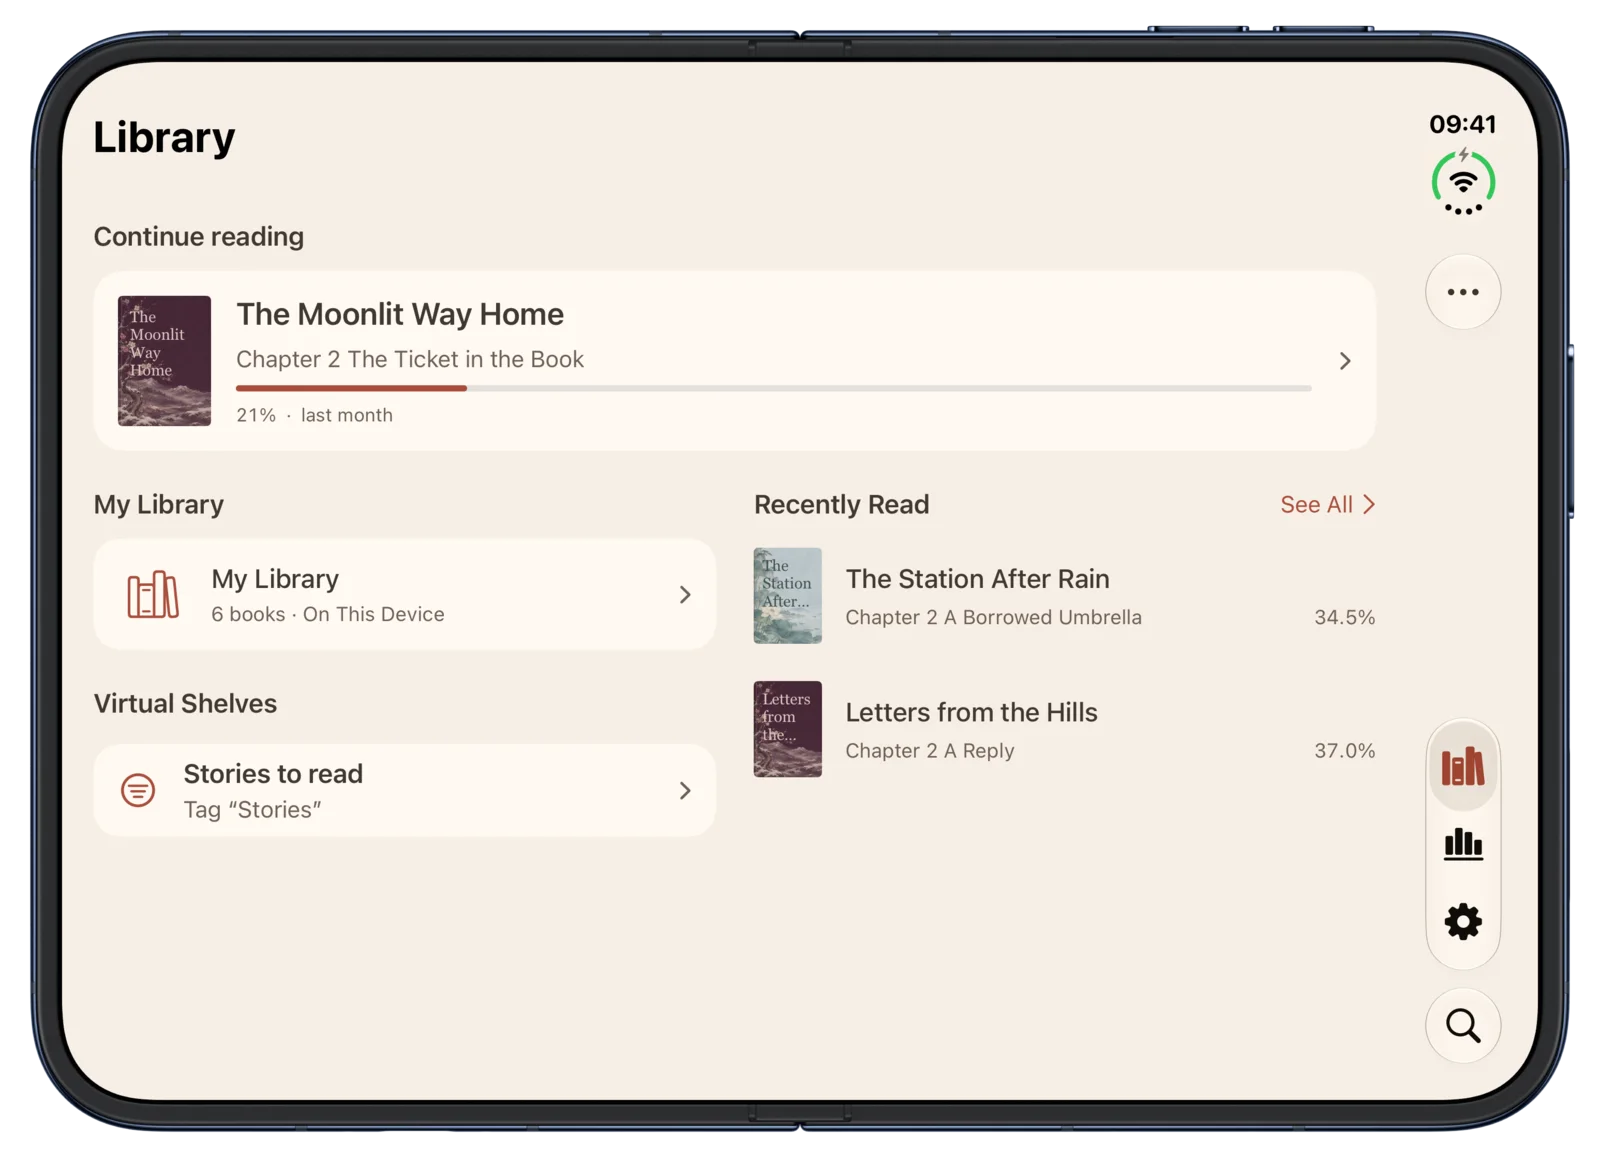 Library
09:41
Continue reading
The
Moonlit
Way
Home
The Moonlit Way Home
Chapter 2 The Ticket in the Book
21% · last month
My Library
My Library
6 books · On This Device
Virtual Shelves
Stories to read
Tag “Stories”
Recently Read
See All
The
Station
After...
The Station After Rain
Chapter 2 A Borrowed Umbrella
34.5%
Letters
from
the...
Letters from the Hills
Chapter 2 A Reply
37.0%